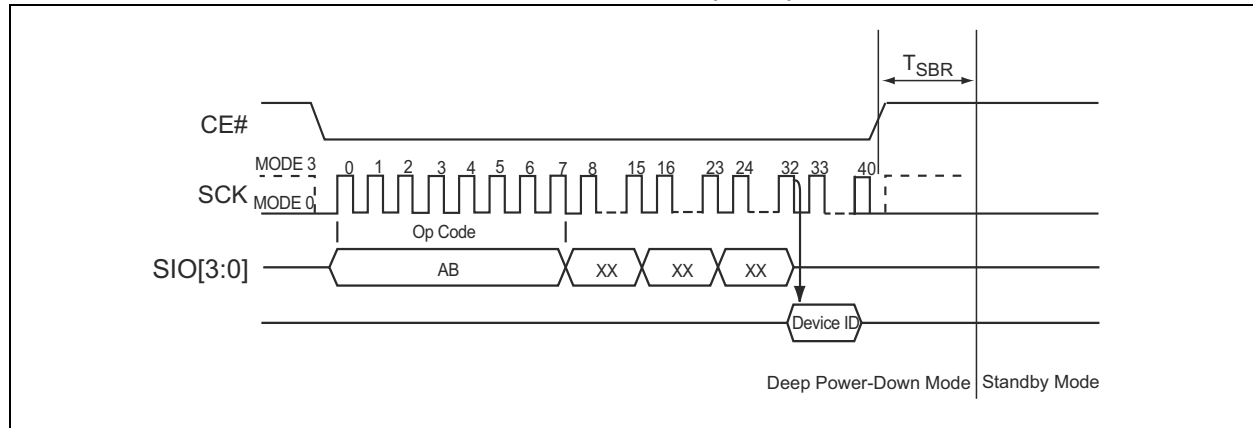 TSBR
CE#
MODE 3
0 1 2 3 4 5 6 7 8 15 16 23 24 32 33 40
SCK
MODE 0
Op Code
SIO[3:0]
AB XX XX XX
Device ID
Deep Power-Down Mode Standby Mode